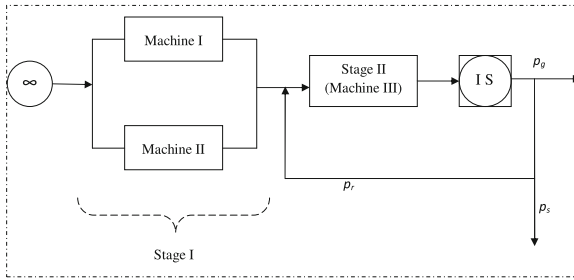 Machine I
∞
Stage II
(Machine III)
I S
p_g
Machine II
p_r
p_s
Stage I